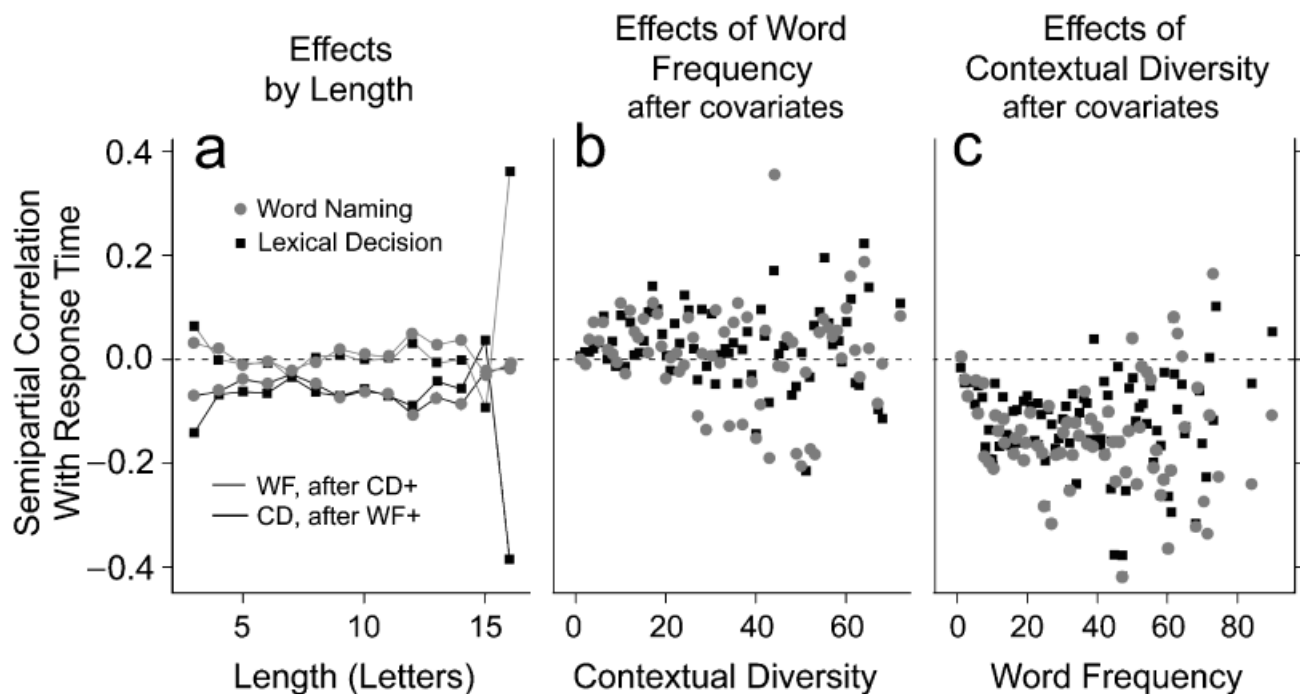 Effects
by Length
Effects of Word
Frequency
after covariates
Effects of
Contextual Diversity
after covariates
Semipartial Correlation
With Response Time
0.4
0.2
0.0
−0.2
−0.4
a
Word Naming
Lexical Decision
WF, after CD+
CD, after WF+
5 10 15
Length (Letters)
b
0 20 40 60
Contextual Diversity
c
0 20 40 60 80
Word Frequency